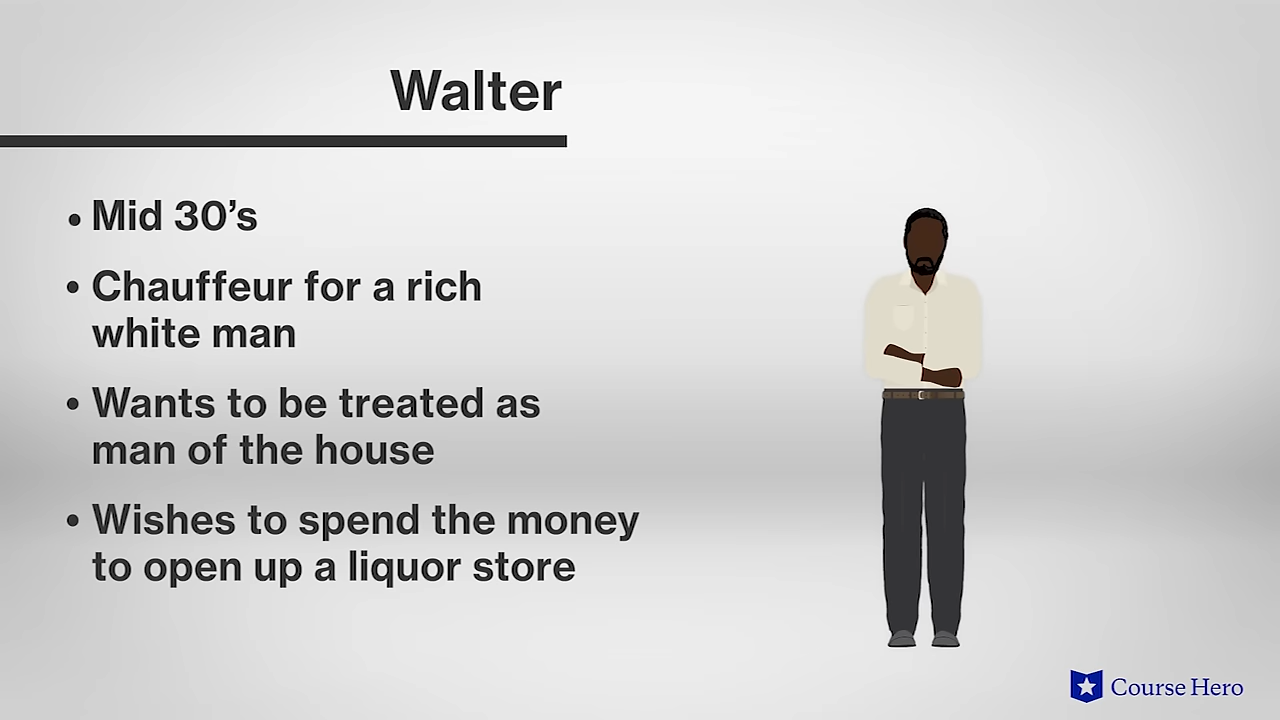 Walter
• Mid 30’s
• Chauffeur for a rich
white man
• Wants to be treated as
man of the house
• Wishes to spend the money
to open up a liquor store
Course Hero